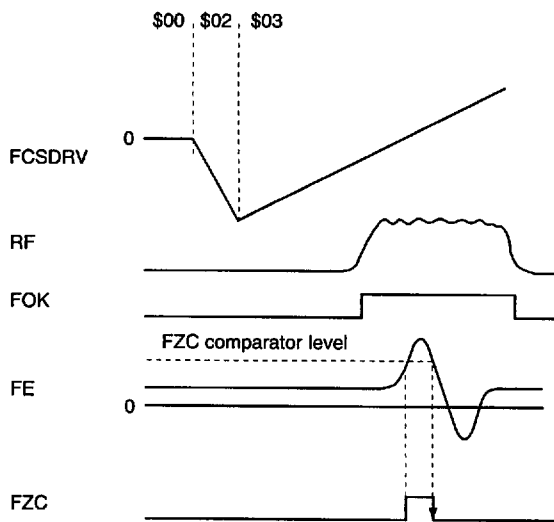 $00 $02 $03
0
FCSDRV
RF
FOK
FZC comparator level
FE
0
FZC